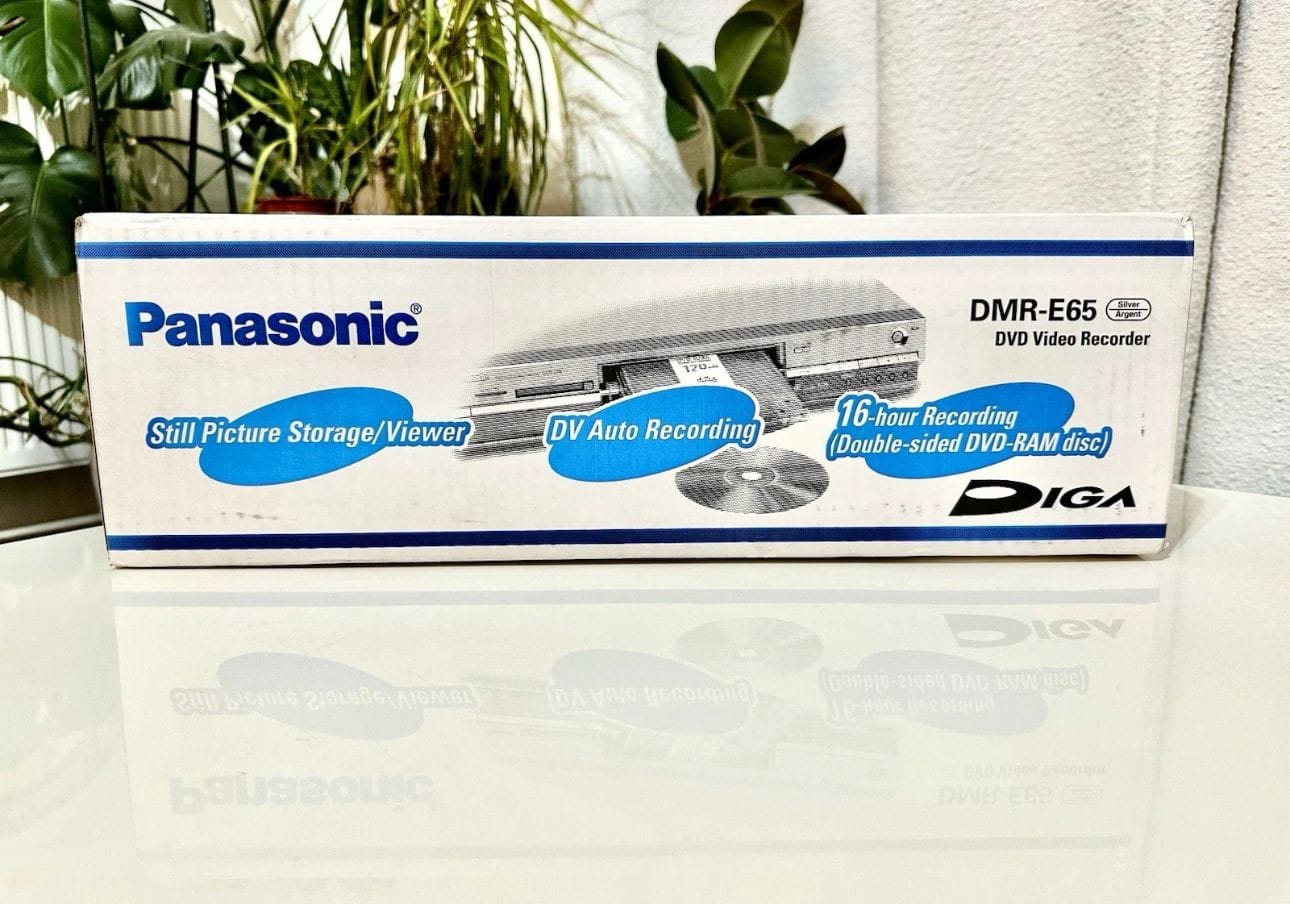 Panasonic®
DMR-E65 Silver Argent
DVD Video Recorder
120
Still Picture Storage/Viewer
DV Auto Recording
16-hour Recording
(Double-sided DVD-RAM disc)
DIGA